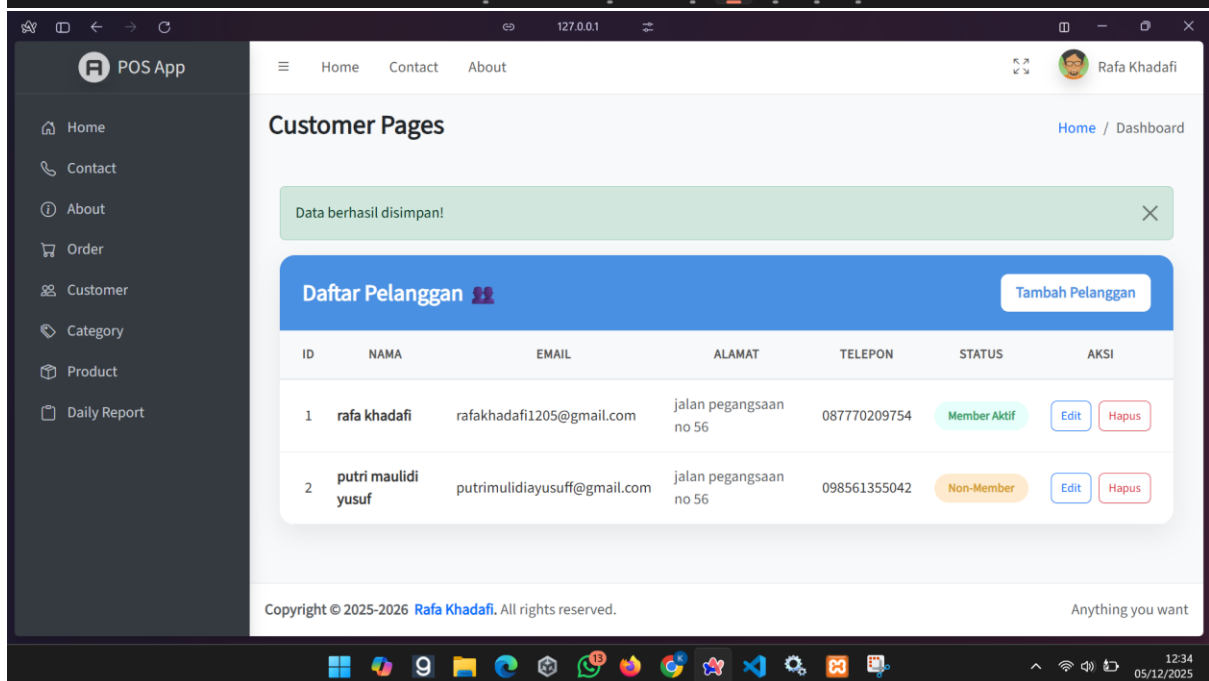 127.0.0.1
POS App
Home Contact About
Rafa Khadafi
Home
Contact
About
Order
Customer
Category
Product
Daily Report
Customer Pages
Home / Dashboard
Data berhasil disimpan!
Daftar Pelanggan
Tambah Pelanggan
ID NAMA EMAIL ALAMAT TELEPON STATUS AKSI
1 rafa khadafi rafakhadafi1205@gmail.com jalan pegangsaan 087770209754 Member Aktif Edit Hapus
no 56
2 putri maulidi putrimulidiayusuff@gmail.com jalan pegangsaan 098561355042 Non-Member Edit Hapus
yusuf no 56
Copyright © 2025-2026 Rafa Khadafi. All rights reserved.
Anything you want
13
12:34
05/12/2025